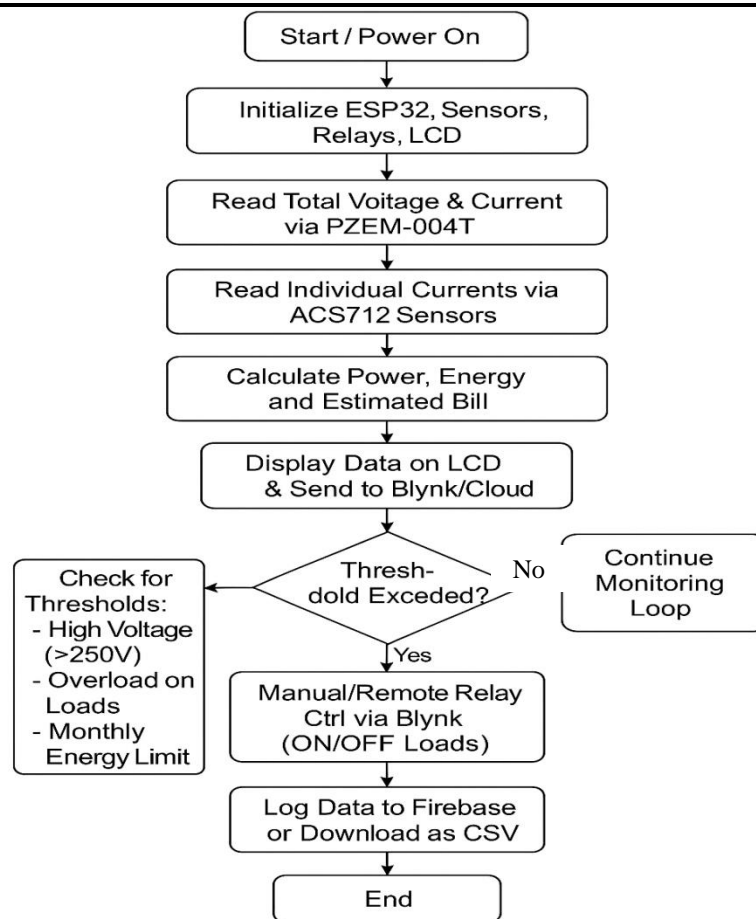 Start / Power On
Initialize ESP32, Sensors,
Relays, LCD
Read Total Voitage & Current
via PZEM-004T
Read Individual Currents via
ACS712 Sensors
Calculate Power, Energy
and Estimated Bill
Display Data on LCD
& Send to Blynk/Cloud
Check for
Thresholds:
- High Voltage
(>250V)
- Overload on
Loads
- Monthly
Energy Limit
Thresh-
dold Exceded?
No
Continue
Monitoring
Loop
Yes
Manual/Remote Relay
Ctrl via Blynk
(ON/OFF Loads)
Log Data to Firebase
or Download as CSV
End